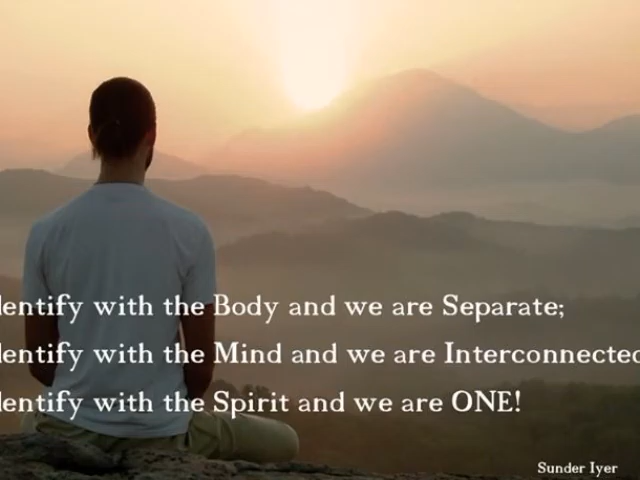 dentify with the Body and we are Separate;
dentify with the Mind and we are Interconnected
dentify with the Spirit and we are ONE!
Sunder Iyer